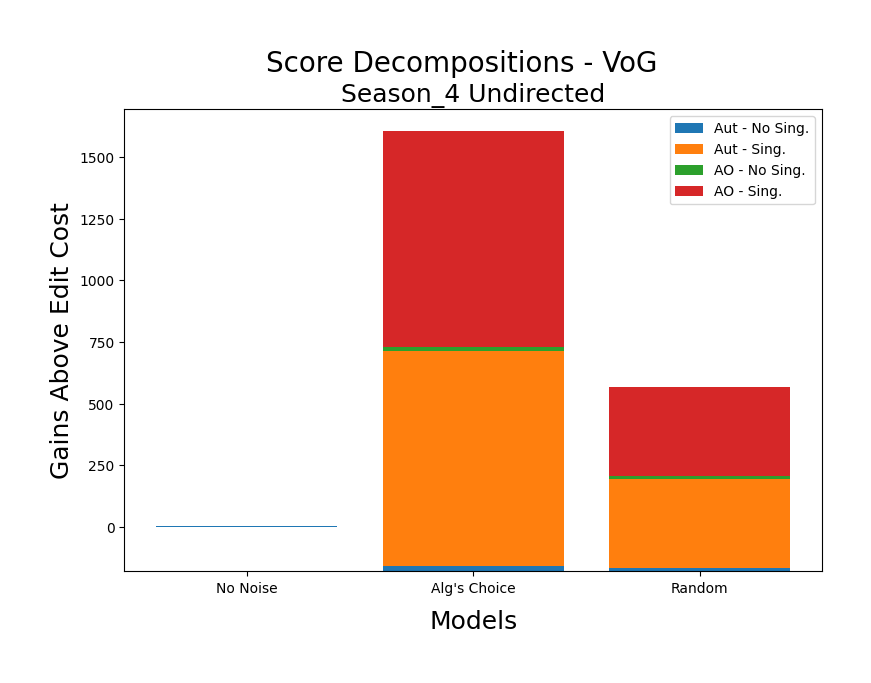 Score Decompositions - VoG
Season_4 Undirected
Aut - No Sing.
Aut - Sing.
AO - No Sing.
AO - Sing.
Gains Above Edit Cost
1500
1250
1000
750
500
250
0
No Noise
Alg's Choice
Random
Models